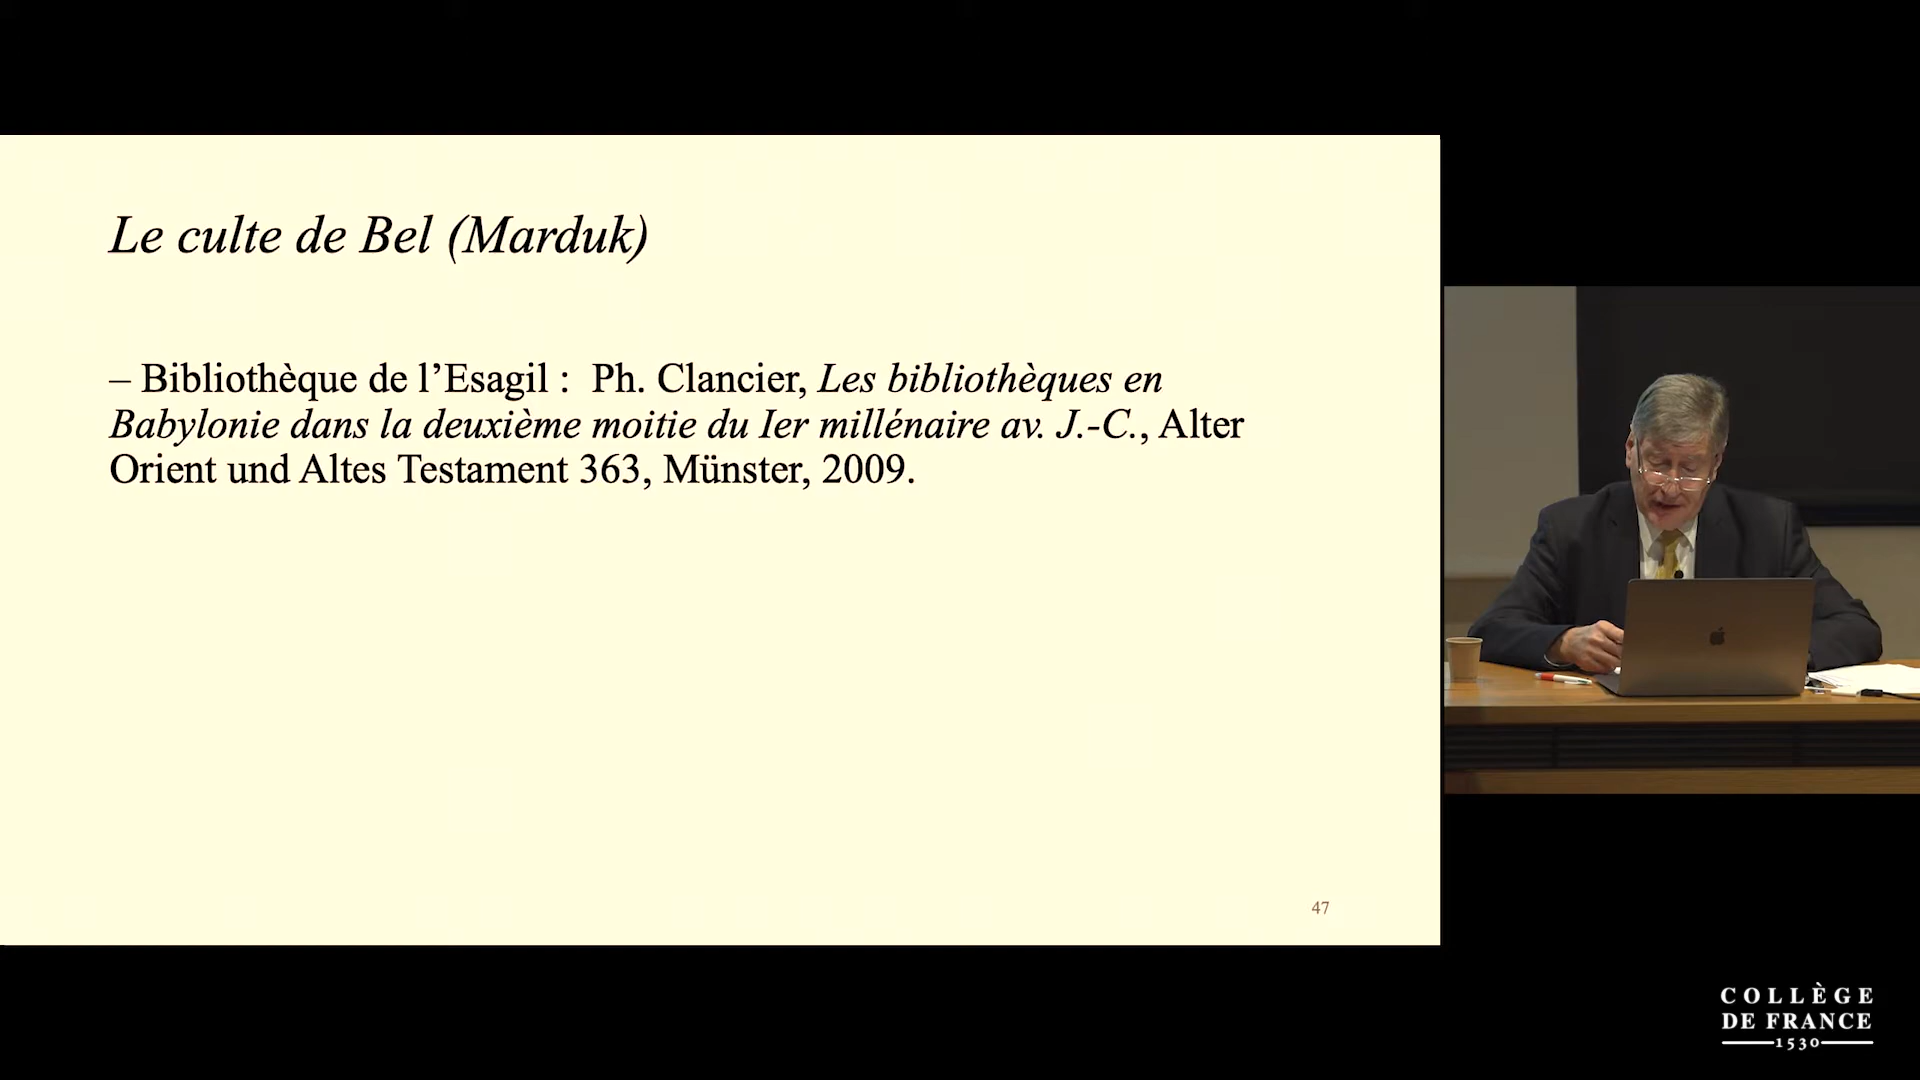 Le culte de Bel (Marduk)
– Bibliothèque de l’Esagil :  Ph. Clancier, Les bibliothèques en
Babylonie dans la deuxième moitie du Ier millénaire av. J.-C., Alter
Orient und Altes Testament 363, Münster, 2009.
47
COLLÈGE
DE FRANCE
1530